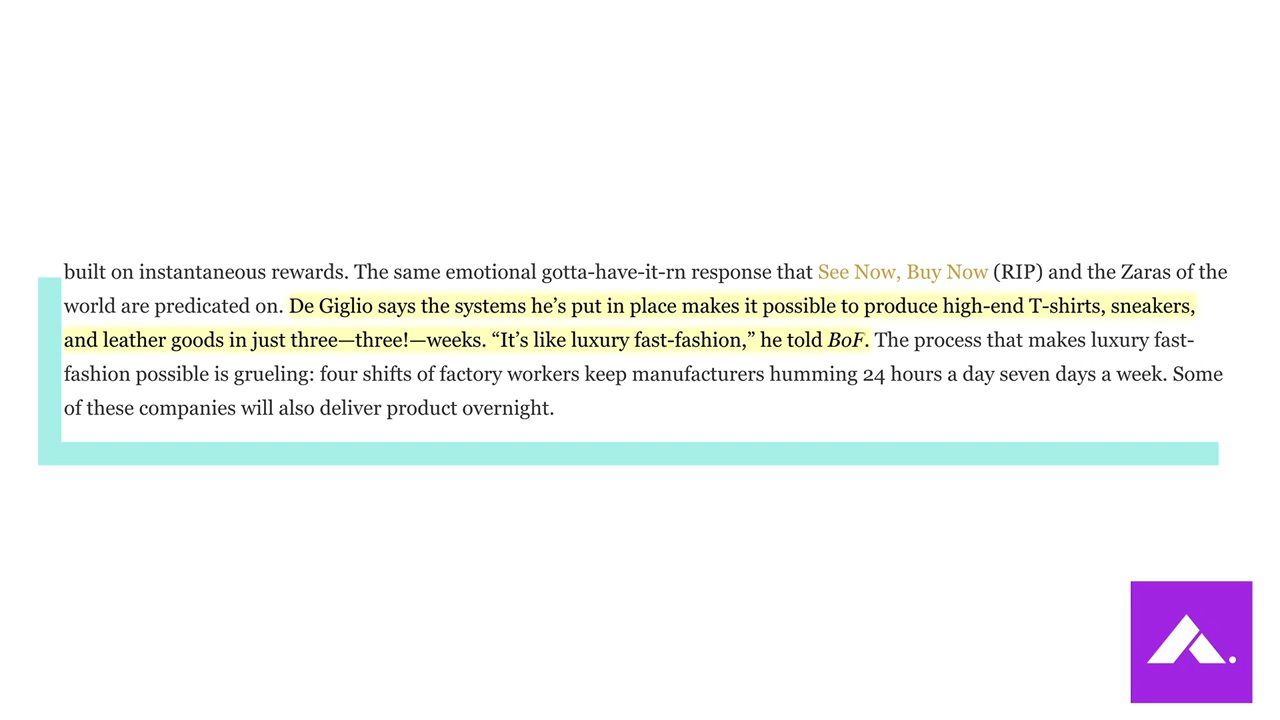 built on instantaneous rewards. The same emotional gotta-have-it-rn response that See Now, Buy Now (RIP) and the Zaras of the
world are predicated on. De Giglio says the systems he’s put in place makes it possible to produce high-end T-shirts, sneakers,
and leather goods in just three—three!—weeks. “It’s like luxury fast-fashion,” he told BoF. The process that makes luxury fast-
fashion possible is grueling: four shifts of factory workers keep manufacturers humming 24 hours a day seven days a week. Some
of these companies will also deliver product overnight.